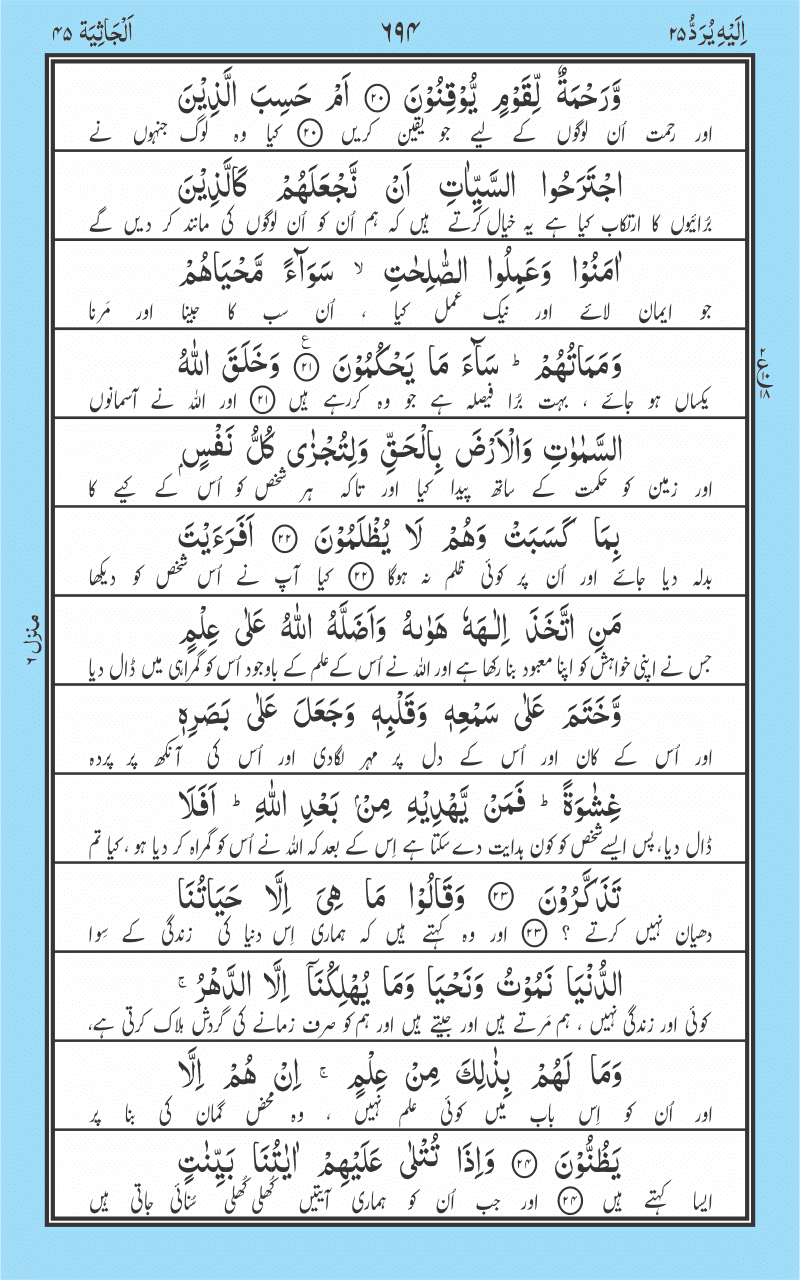 اِلَیْهِ یُرَدُّ ۲۵
۶۹۴
اَلْجَاثِیَة ۴۵
وَّرَحْمَةٌ لِّقَوْمٍ یُّوْقِنُوْنَ ۝۲۰ اَمْ حَسِبَ الَّذِیْنَ
اور رحمت اُن لوگوں کے لیے جو یقین کریں ۝۲۰ کیا وہ لوگ جنہوں نے
اجْتَرَحُوا السَّیِّاٰتِ اَنْ نَّجْعَلَهُمْ كَالَّذِیْنَ
بُرائیوں کا ارتکاب کیا ہے یہ خیال کرتے ہیں کہ ہم اُن کو اُن لوگوں کی مانند کر دیں گے
اٰمَنُوْا وَعَمِلُوا الصّٰلِحٰتِ ۙ سَوَآءً مَّحْیَاهُمْ
جو ایمان لائے اور نیک عمل کیا ، اُن سب کا جینا اور مَرنا
وَمَمَاتُهُمْ ؕ سَآءَ مَا یَحْكُمُوْنَ ۝۲۱ ع وَخَلَقَ اللّٰهُ
یکساں ہو جائے ، بہت بُرا فیصلہ ہے جو وہ کررہے ہیں ۝۲۱ اور اللہ نے آسمانوں
۲
ع
۱۸
السَّمٰوٰتِ وَالْاَرْضَ بِالْحَقِّ وَلِتُجْزٰی كُلُّ نَفْسٍۭ
اور زمین کو حکمت کے ساتھ پیدا کیا اور تاکہ ہر شخص کو اُس کے کیے کا
بِمَا كَسَبَتْ وَهُمْ لَا یُظْلَمُوْنَ ۝۲۲ اَفَرَءَیْتَ
بدلہ دیا جائے اور اُن پر کوئی ظلم نہ ہوگا ۝۲۲ کیا آپ نے اُس شخص کو دیکھا
مَنِ اتَّخَذَ اِلٰـهَهٗ هَوٰىهُ وَاَضَلَّهُ اللّٰهُ عَلٰی عِلْمٍ
جس نے اپنی خواہش کو اپنا معبود بنا رکھا ہے اور اللہ نے اُس کے علم کے باوجود اُس کو گمراہی میں ڈال دیا
منزل ۶
وَّخَتَمَ عَلٰی سَمْعِهٖ وَقَلْبِهٖ وَجَعَلَ عَلٰی بَصَرِهٖ
اور اُس کے کان اور اُس کے دل پر مہر لگادی اور اُس کی آنکھ پر پردہ
غِشٰوَةً ؕ فَمَنْ یَّهْدِیْهِ مِنْۢ بَعْدِ اللّٰهِ ؕ اَفَلَا
ڈال دیا، پس ایسے شخص کو کون ہدایت دے سکتا ہے اِس کے بعد کہ اللہ نے اُس کو گمراہ کر دیا ہو ، کیا تم
تَذَكَّرُوْنَ ۝۲۳ وَقَالُوْا مَا هِیَ اِلَّا حَیَاتُنَا
دھیان نہیں کرتے ؟ ۝۲۳ اور وہ کہتے ہیں کہ ہماری اِس دنیا کی زندگی کے سِوا
الدُّنْیَا نَمُوْتُ وَنَحْیَا وَمَا یُهْلِكُنَاۤ اِلَّا الدَّهْرُ ۚ
کوئی اور زندگی نہیں ، ہم مَرتے ہیں اور جیتے ہیں اور ہم کو صرف زمانے کی گردش ہلاک کرتی ہے،
وَمَا لَهُمْ بِذٰلِكَ مِنْ عِلْمٍ ۚ اِنْ هُمْ اِلَّا
اور اُن کو اِس باب میں کوئی علم نہیں ، وہ محض گمان کی بنا پر
یَظُنُّوْنَ ۝۲۴ وَاِذَا تُتْلٰی عَلَیْهِمْ اٰیٰتُنَا بَیِّنٰتٍ
ایسا کہتے ہیں ۝۲۴ اور جب اُن کو ہماری آیتیں کُھلی کُھلی سُنائی جاتی ہیں